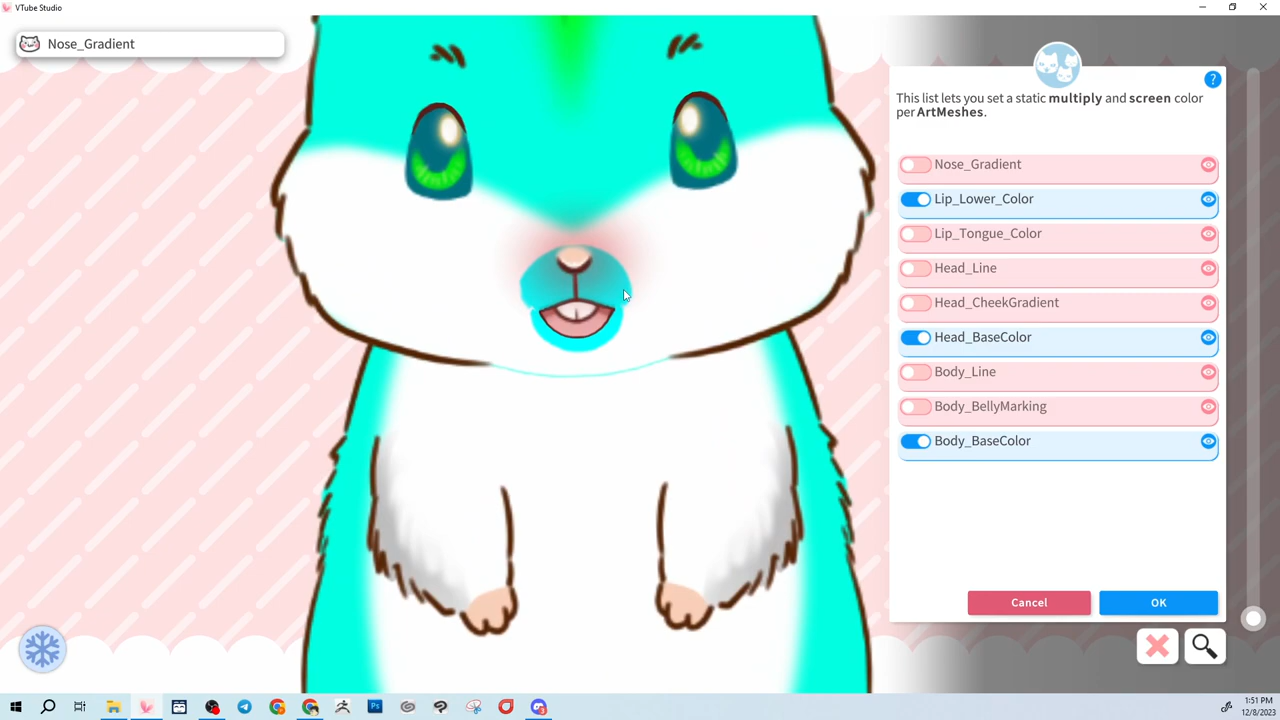 VTube Studio
Nose_Gradient
?
This list lets you set a static multiply and screen color
per ArtMeshes.
Nose_Gradient
Lip_Lower_Color
Lip_Tongue_Color
Head_Line
Head_CheekGradient
Head_BaseColor
Body_Line
Body_BellyMarking
Body_BaseColor
Cancel
OK
Ps
1:51 PM
12/8/2023